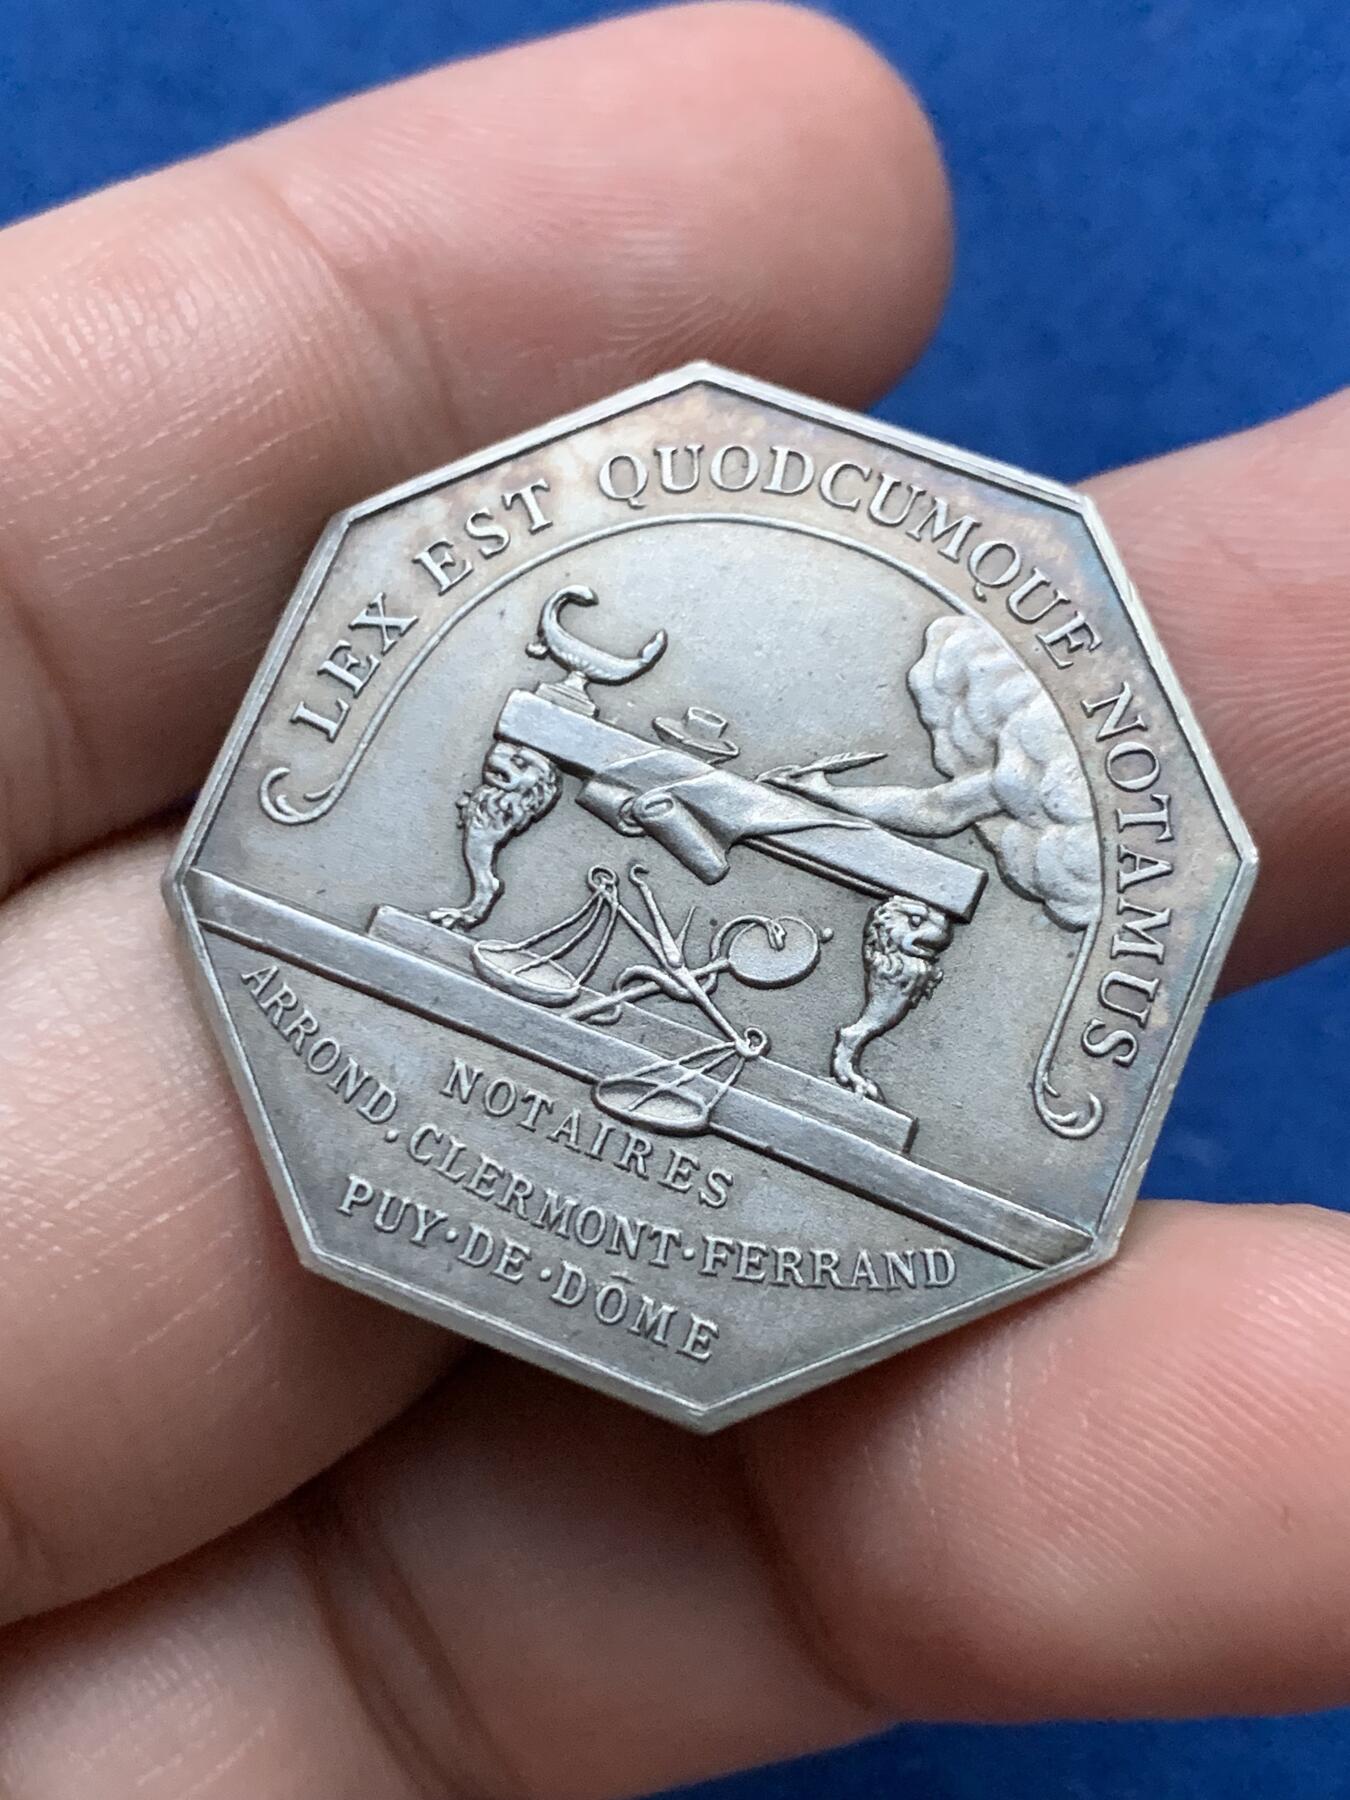 LEX EST QUODCUMQUE NOTAMUS
NOTAIRES
ARROND. CLERMONT·FERRAND
PUY·DE·DÔME